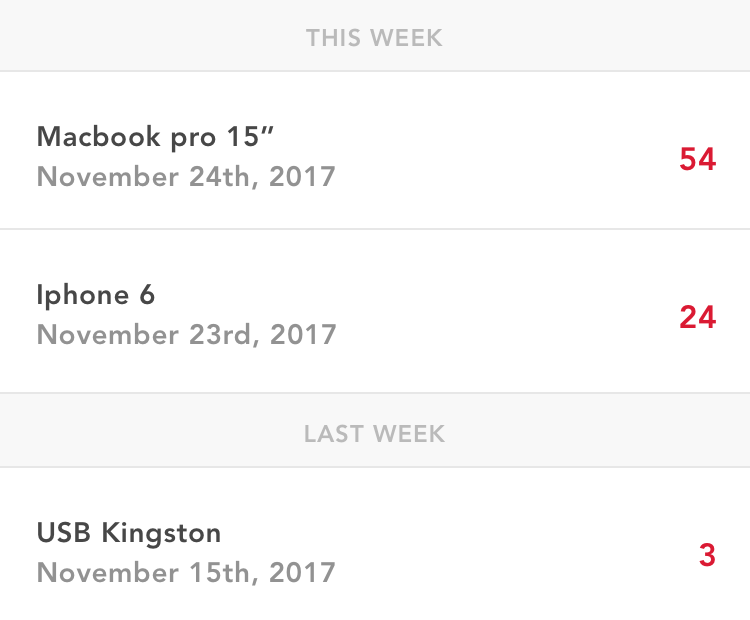 THIS WEEK
Macbook pro 15”
November 24th, 2017
54
Iphone 6
November 23rd, 2017
24
LAST WEEK
USB Kingston
November 15th, 2017
3